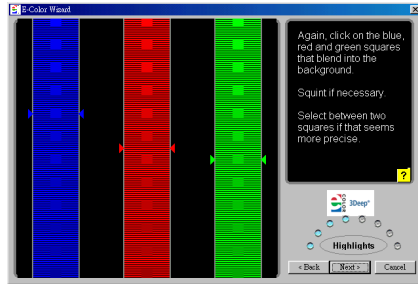 E-Color Wizard
Again, click on the blue,
red and green squares
that blend into the
background.
Squint if necessary.
Select between two
squares if that seems
more precise.
?
3Deep®
Highlights
< Back
Next >
Cancel